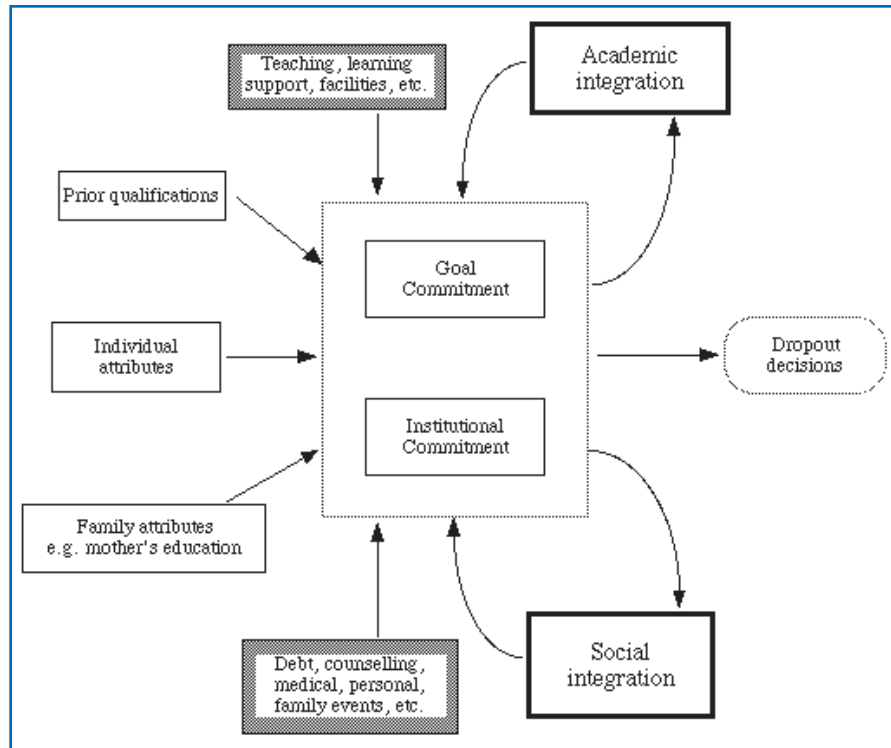 Teaching, learning
support, facilities, etc.
Academic
integration
Prior qualifications
Goal
Commitment
Individual
attributes
Dropout
decisions
Institutional
Commitment
Family attributes
e.g. mother's education
Debt, counselling,
medical, personal,
family events, etc.
Social
integration